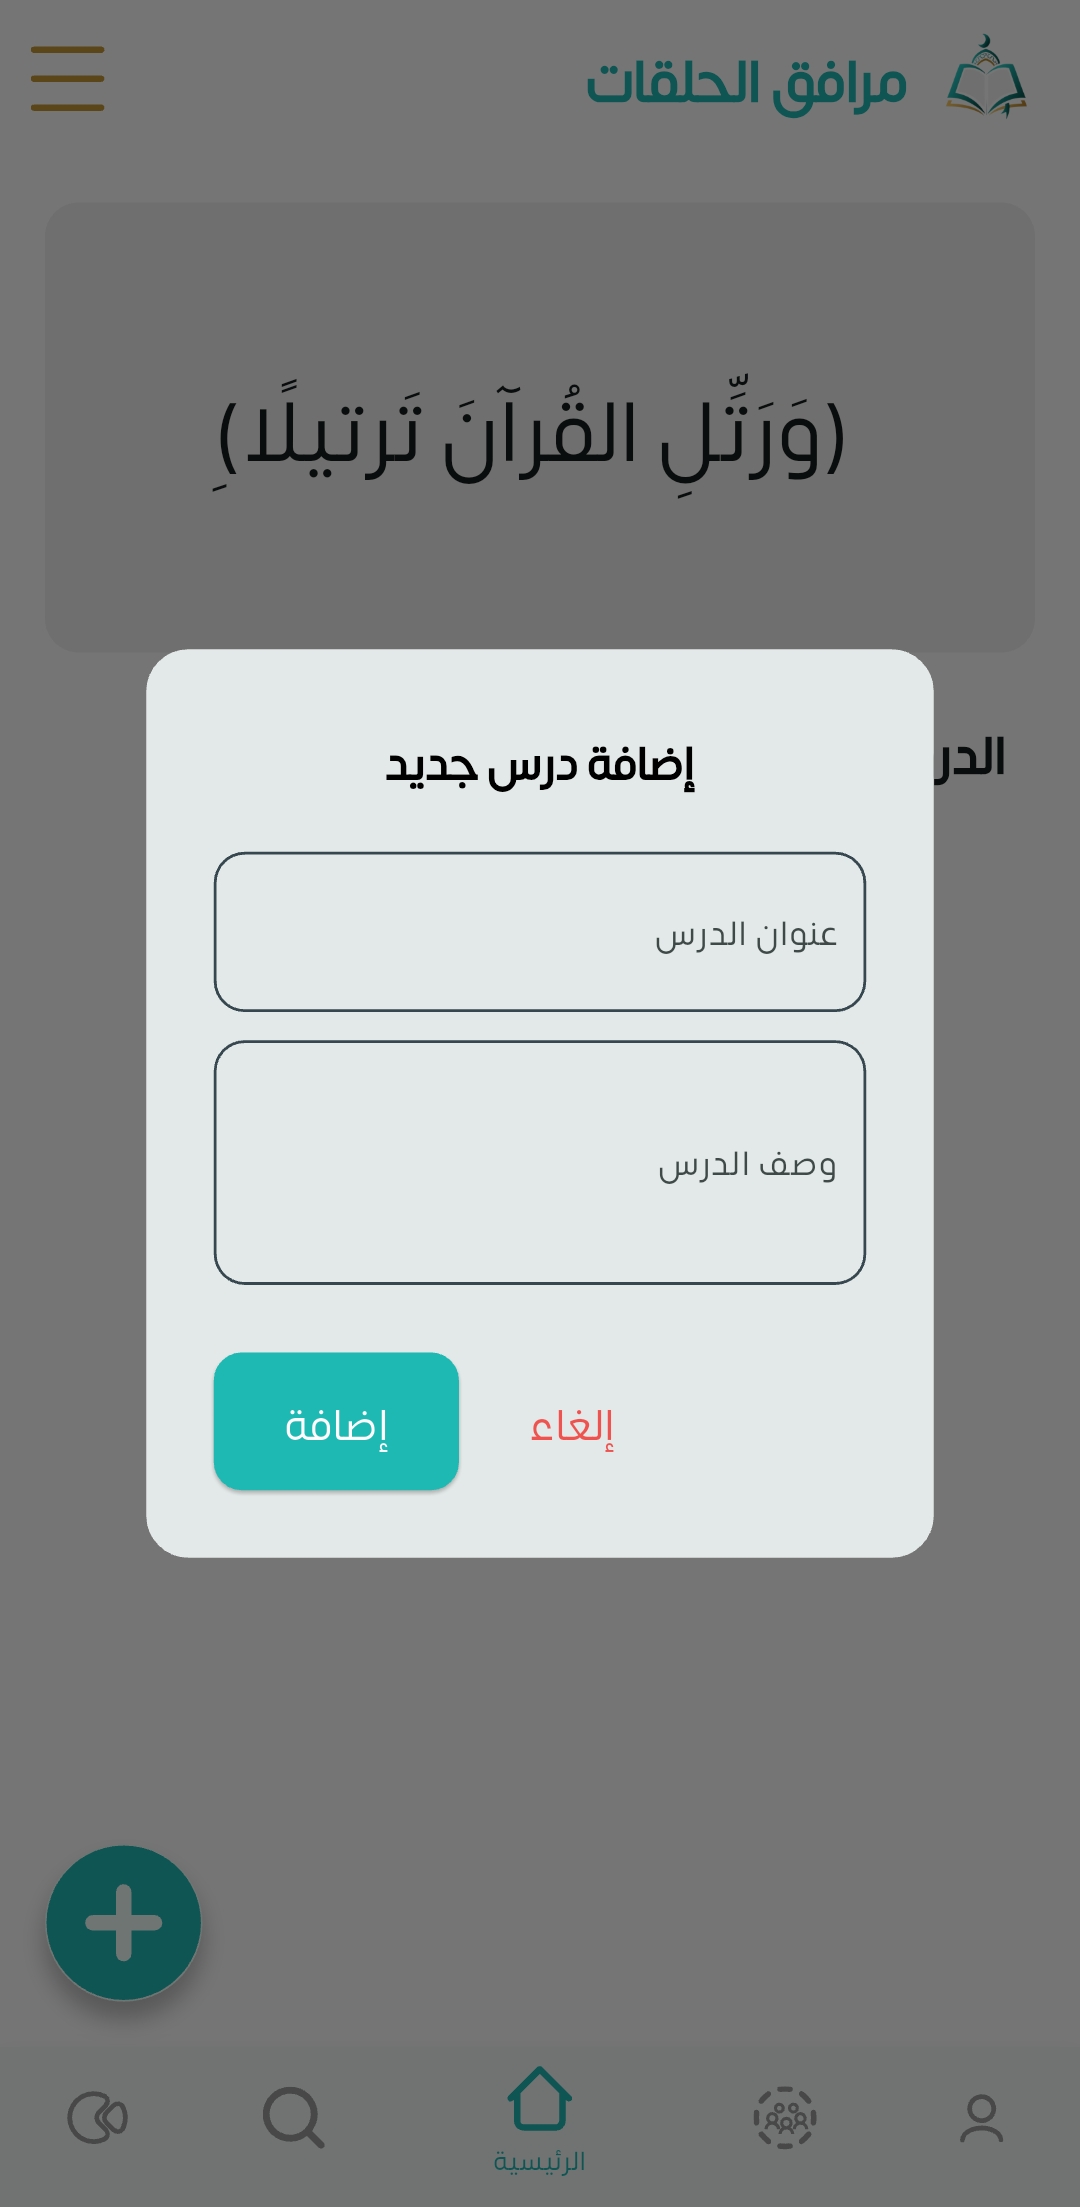 مرافق الحلقات
(وَرَتِّلِ القُرآنَ تَرتيلًا)ِ
الدر
إضافة درس جديد
عنوان الدرس
وصف الدرس
إلغاء
إضافة
الرئيسية